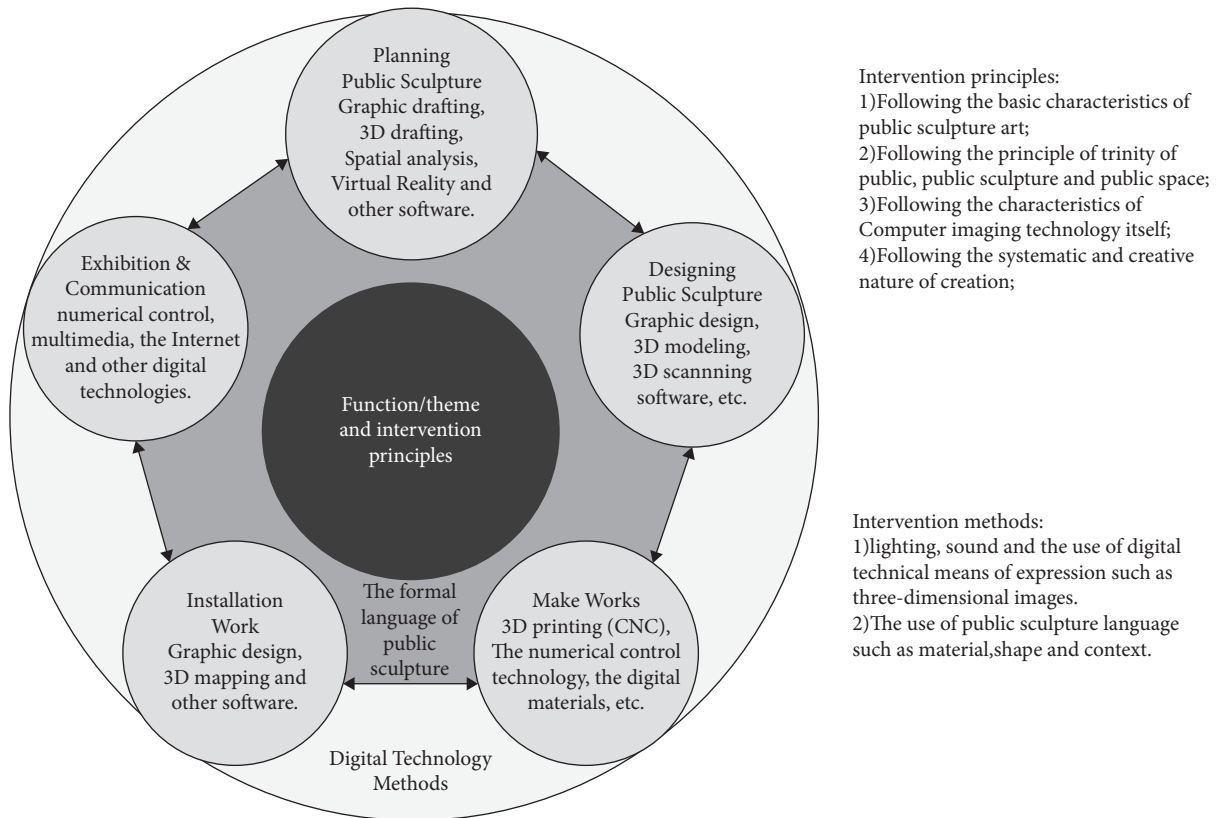 Planning
Public Sculpture
Graphic drafting,
3D drafting,
Spatial analysis,
Virtual Reality and
other software.
Exhibition &
Communication
numerical control,
multimedia, the Internet
and other digital
technologies.
Designing
Public Sculpture
Graphic design,
3D modeling,
3D scannning
software, etc.
Function/theme
and intervention
principles
Installation
Work
Graphic design,
3D mapping and
other software.
The formal
language of
public
sculpture
Make Works
3D printing (CNC),
The numerical control
technology, the digital
materials, etc.
Digital Technology
Methods
Intervention principles:
1)Following the basic characteristics of
public sculpture art;
2)Following the principle of trinity of
public, public sculpture and public space;
3)Following the characteristics of
Computer imaging technology itself;
4)Following the systematic and creative
nature of creation;
Intervention methods:
1)lighting, sound and the use of digital
technical means of expression such as
three-dimensional images.
2)The use of public sculpture language
such as material,shape and context.